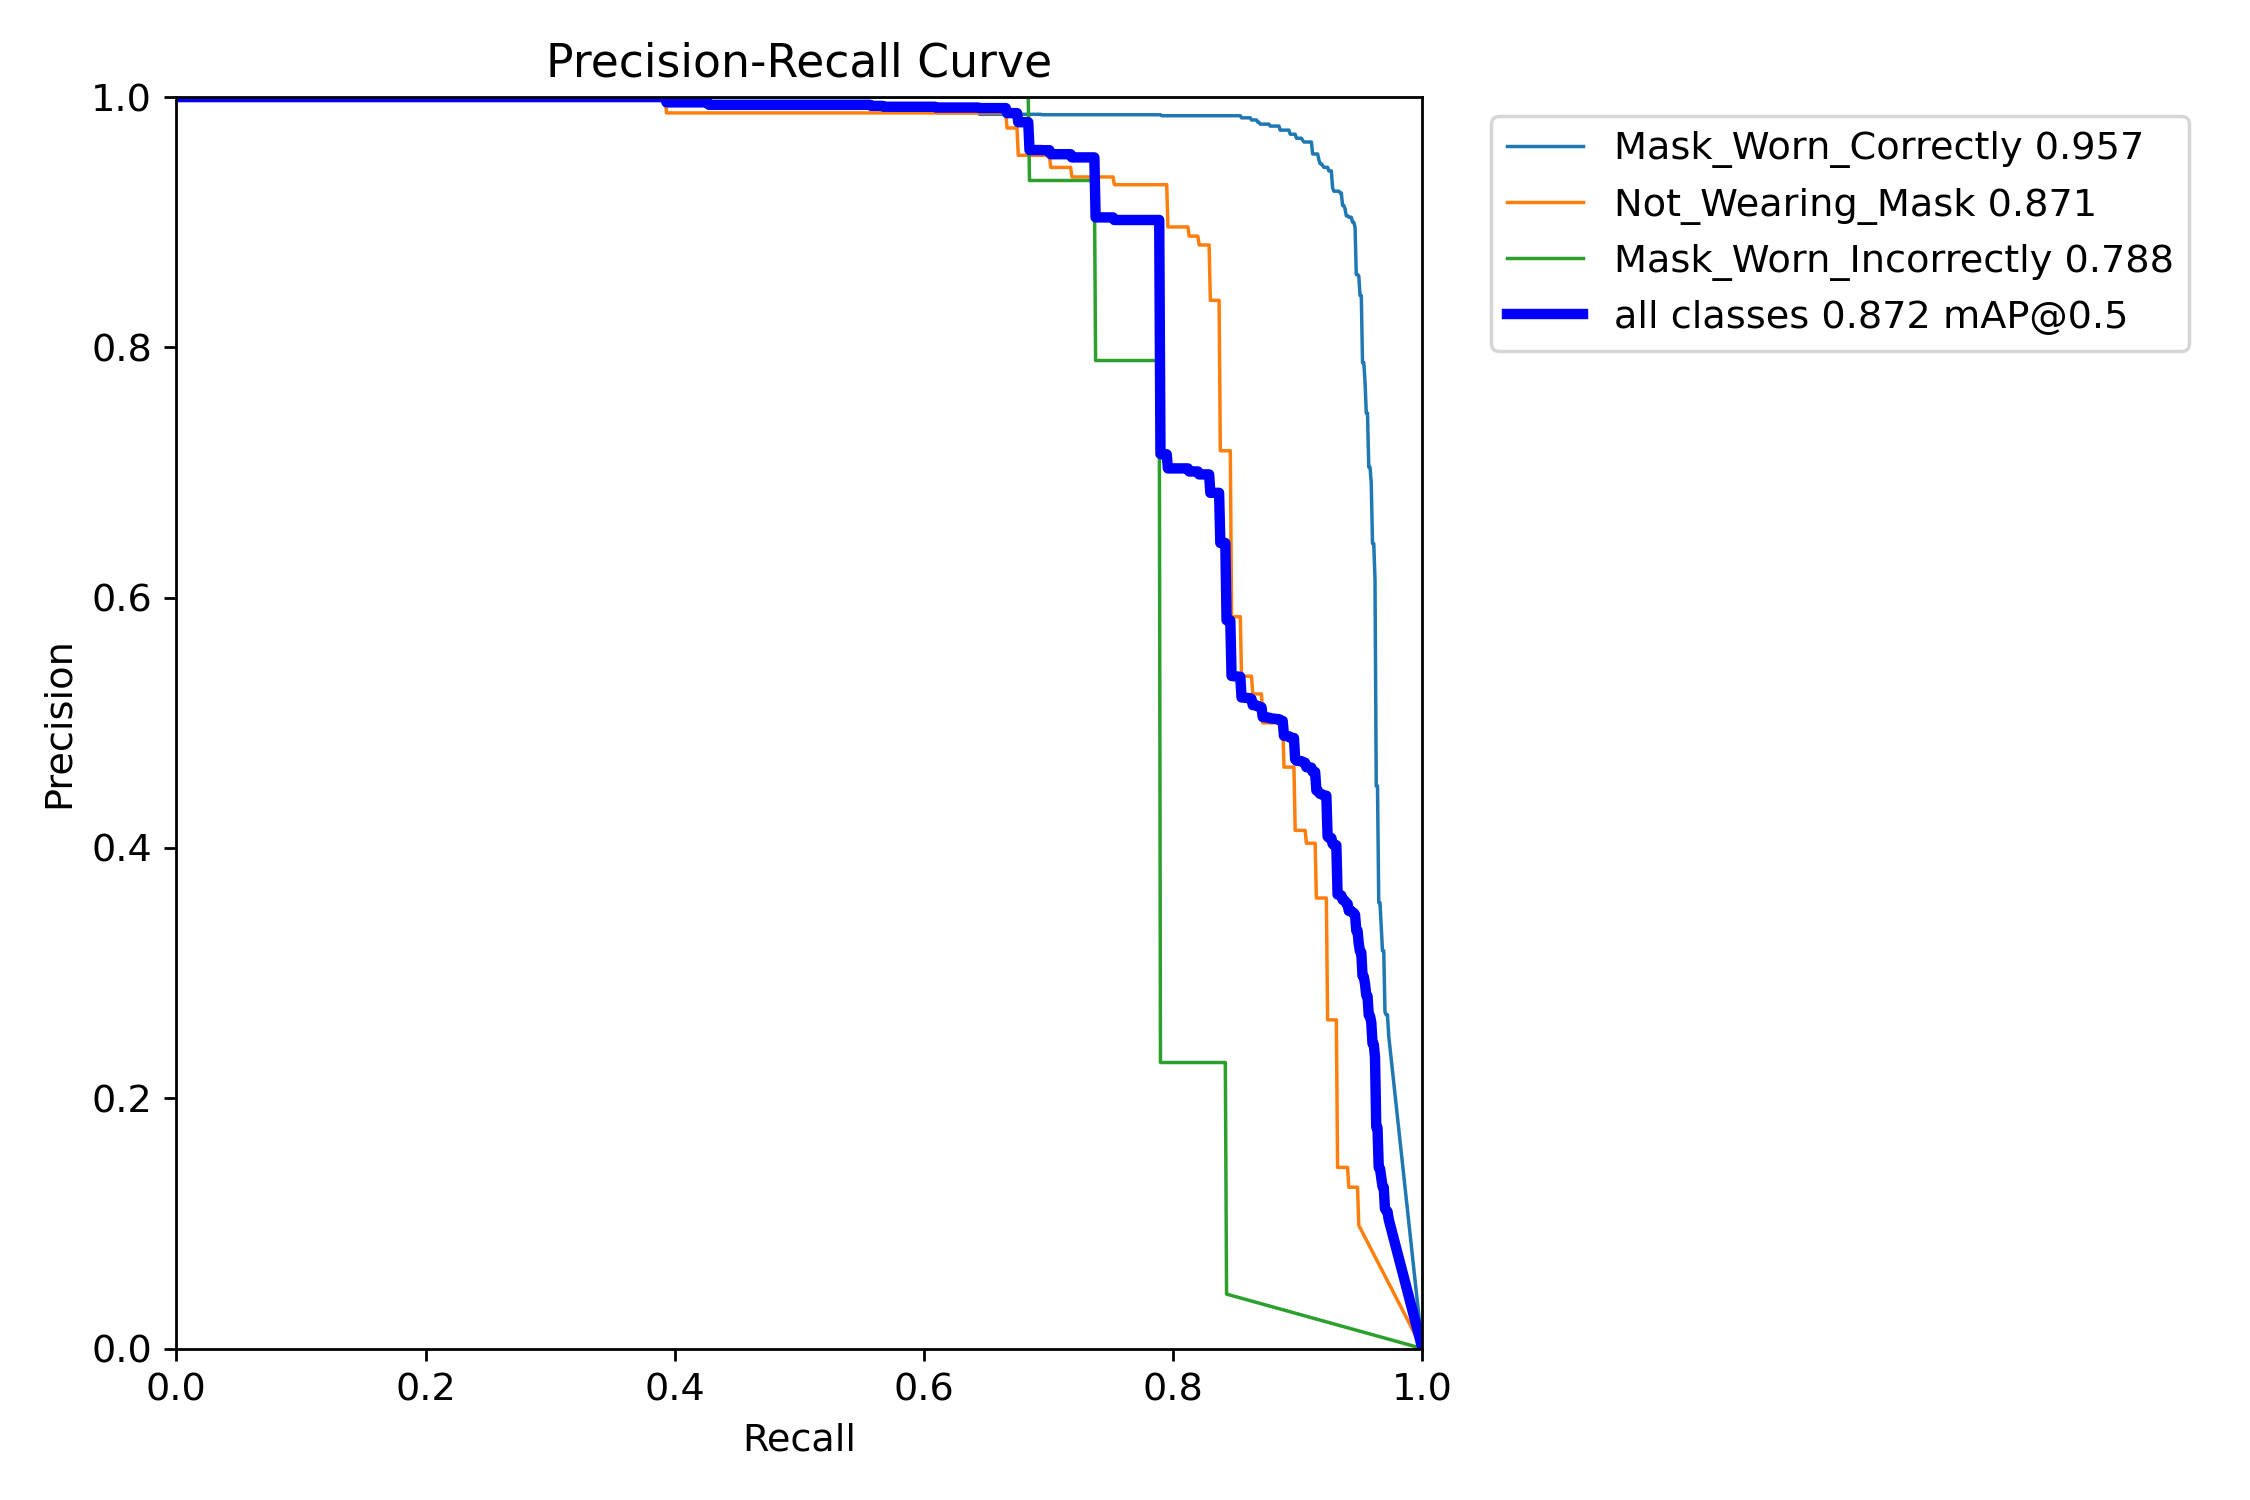 Precision-Recall Curve
1.0
0.8
0.6
0.4
0.2
0.0
Precision
0.0 0.2 0.4 0.6 0.8 1.0
Recall
Mask_Worn_Correctly 0.957
Not_Wearing_Mask 0.871
Mask_Worn_Incorrectly 0.788
all classes 0.872 mAP@0.5